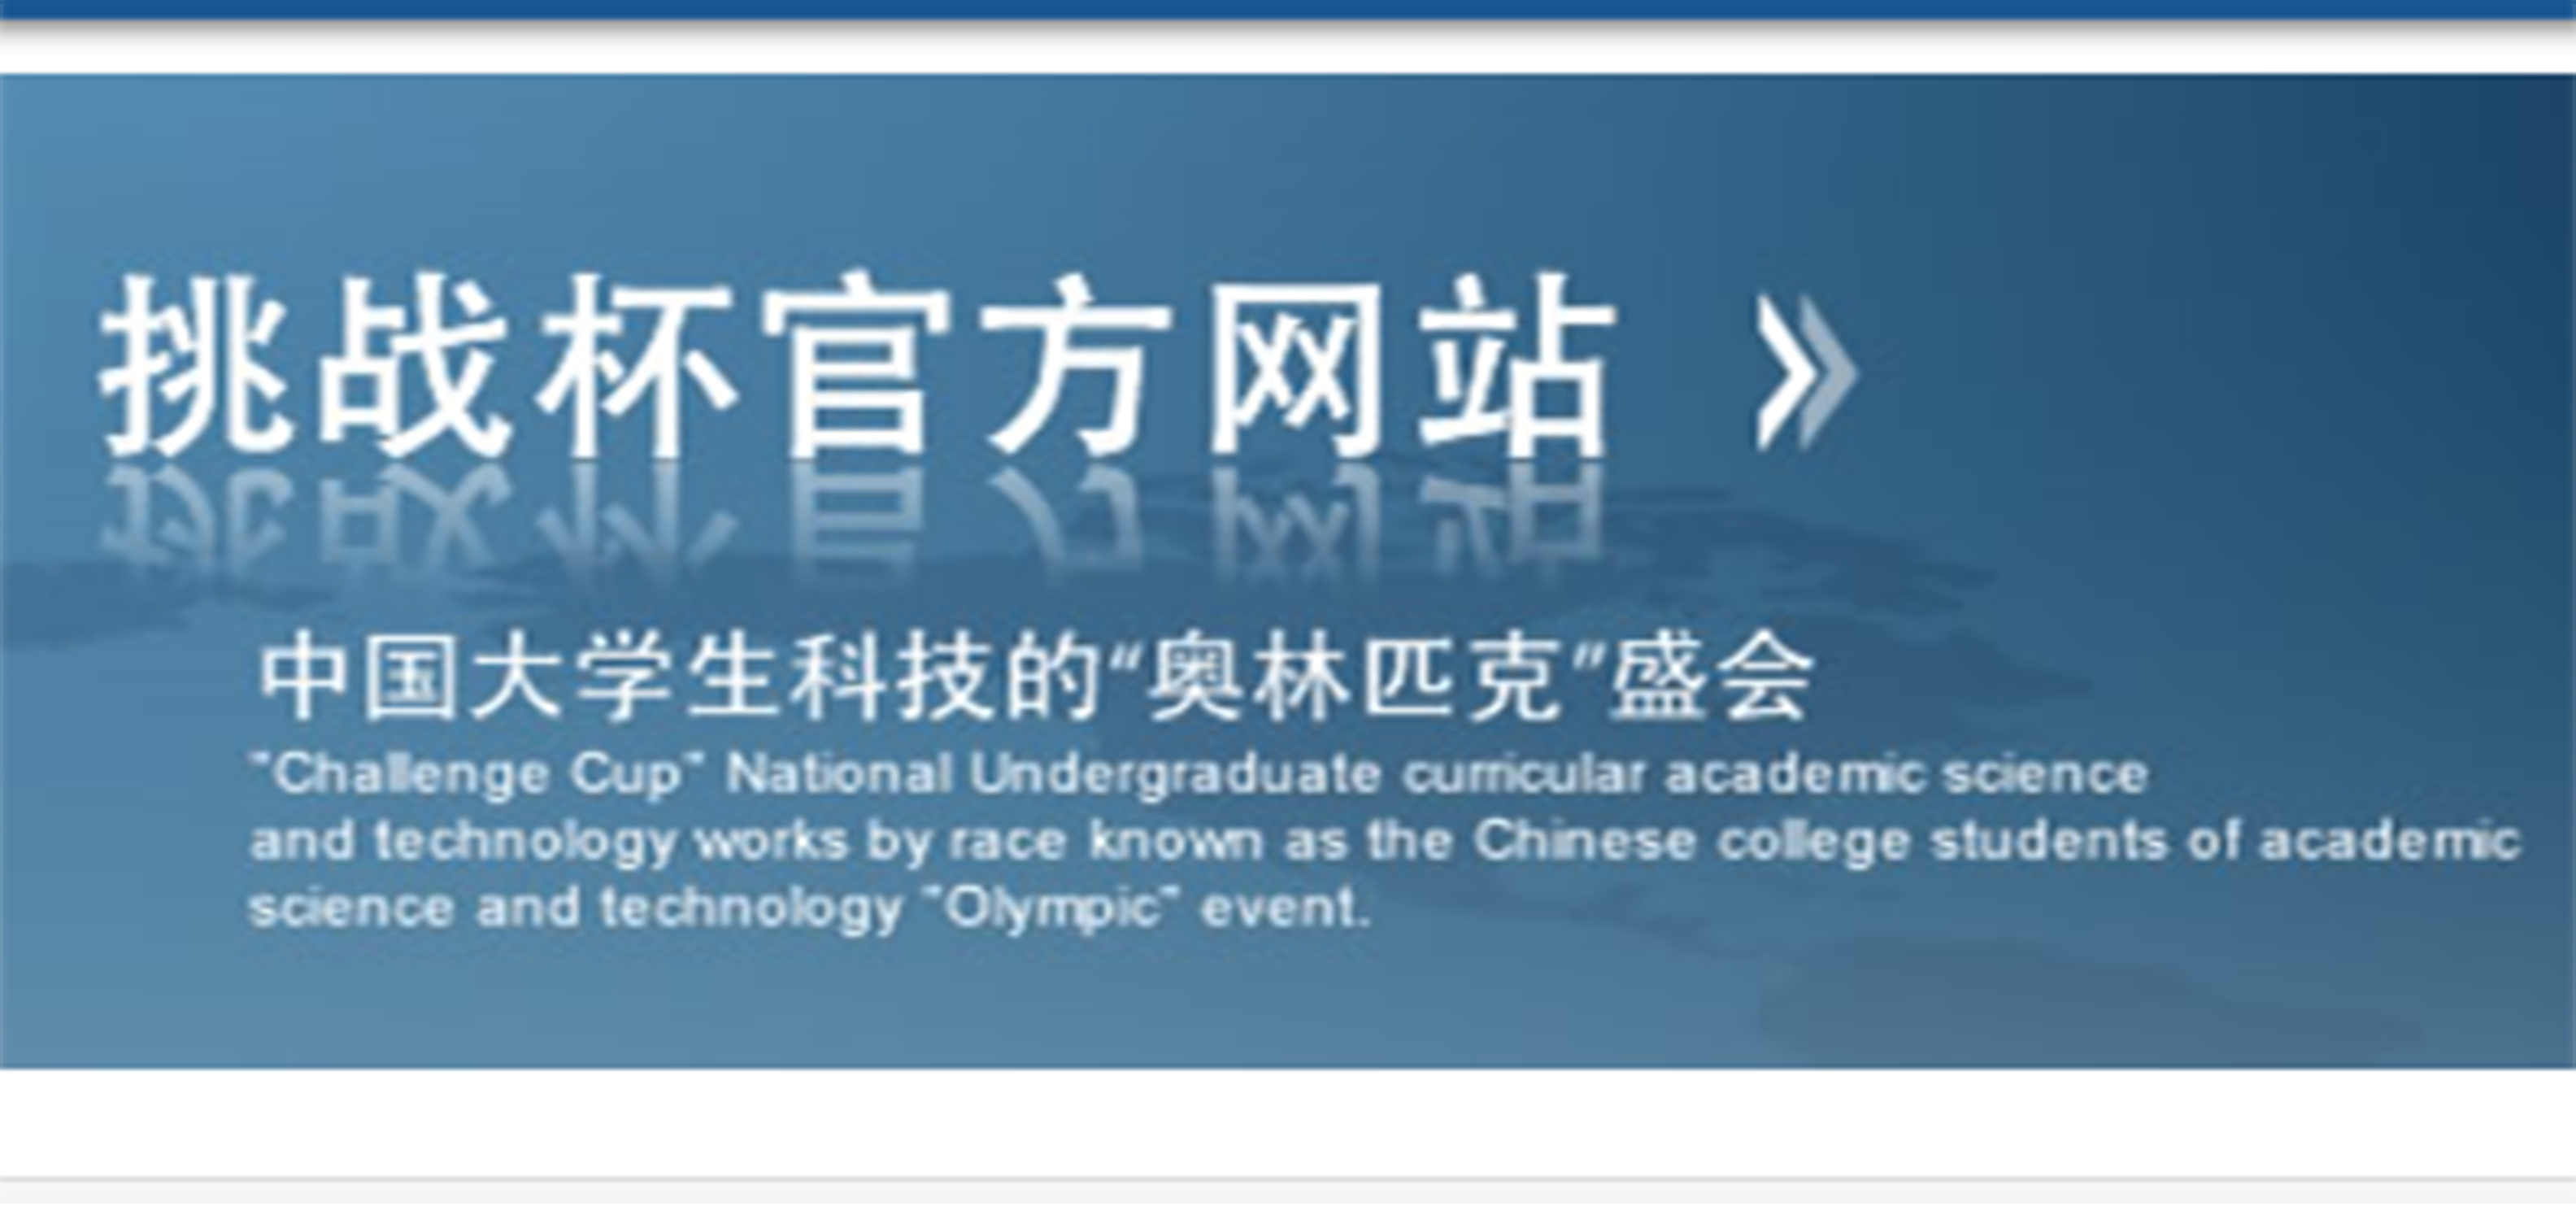 挑战杯官方网站
中国大学生科技的“奥林匹克”盛会
"Challenge Cup" National Undergraduate curricular academic science
and technology works by race known as the Chinese college students of academic
science and technology "Olympic" event.